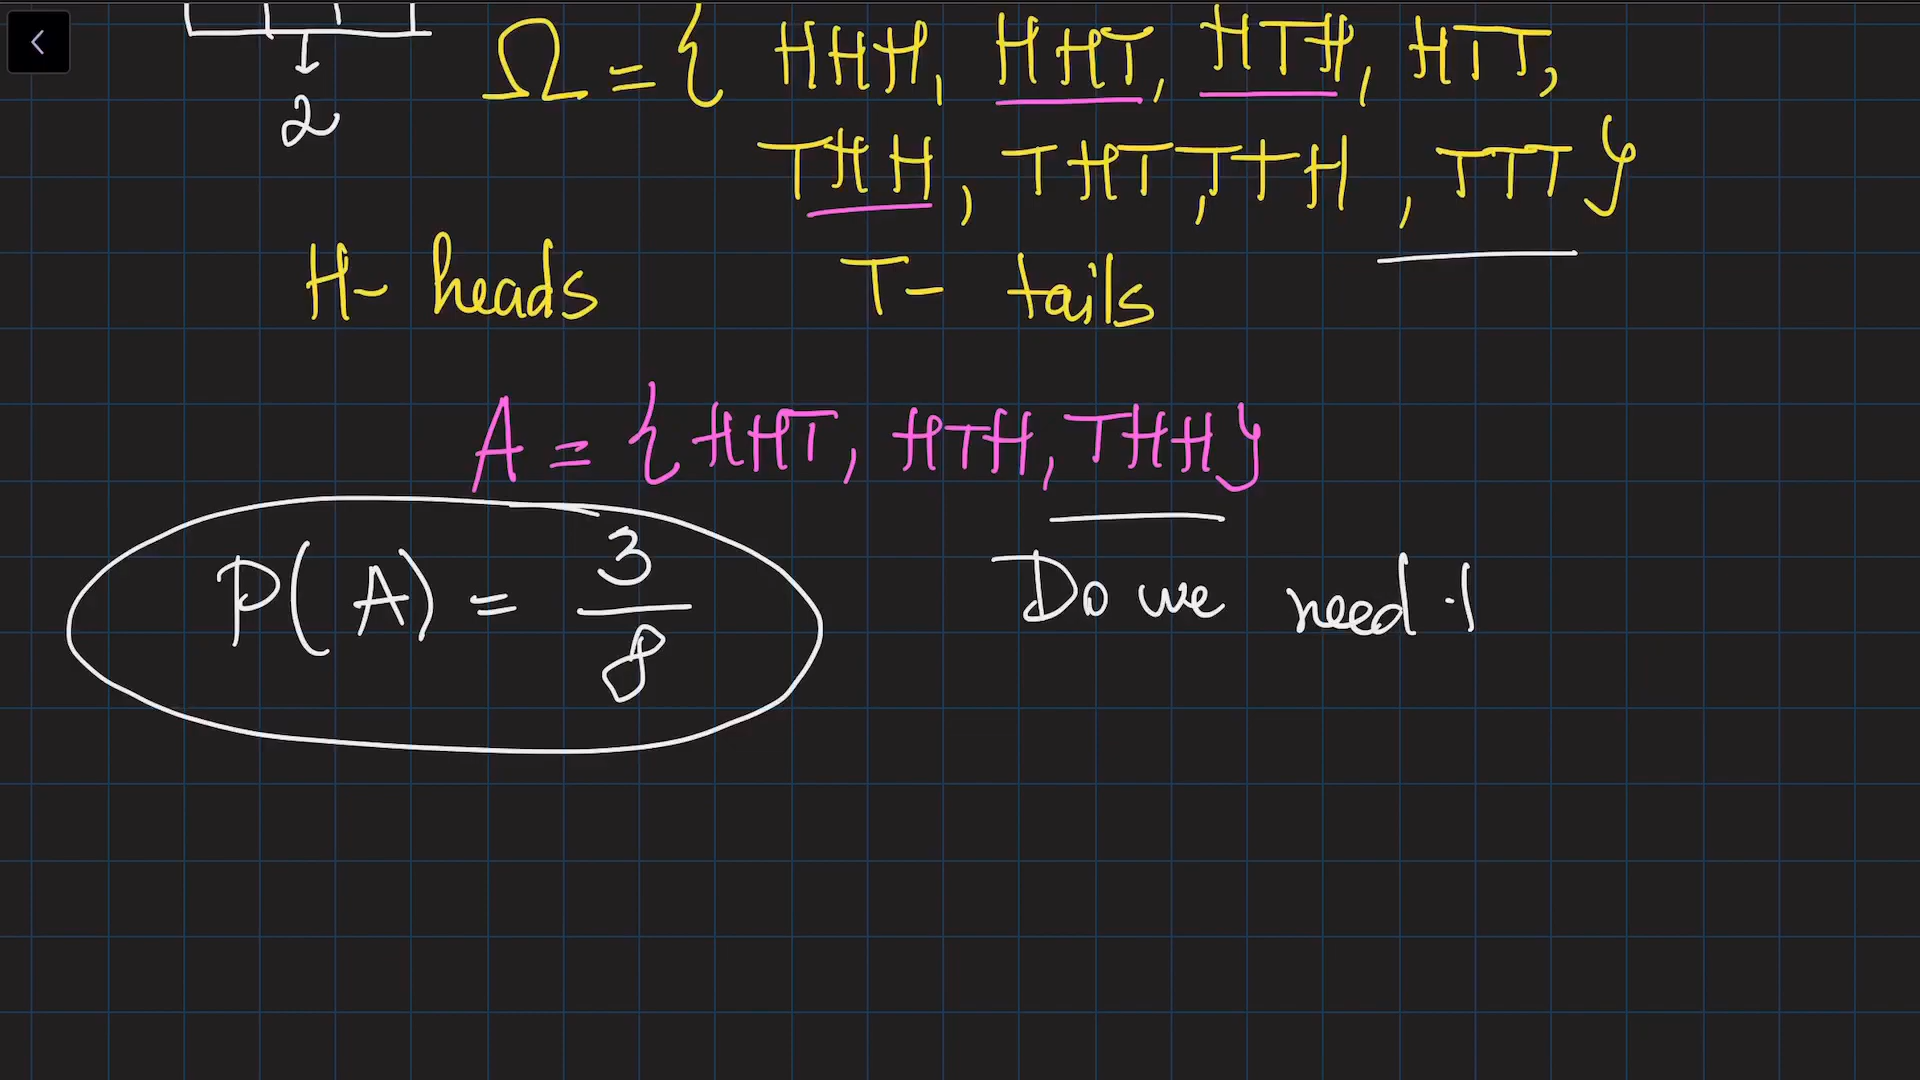 Ω = { HHH, HHT, HTH, HTT,
2
THH, THT, TTH, TTT }
H- heads T- tails
A = { HHT, HTH, THH }
P(A) = 3/8
Do we need